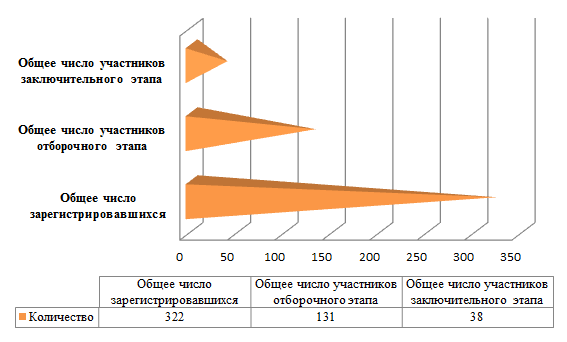 Общее число участников
заключительного этапа
Общее число участников
отборочного этапа
Общее число
зарегистрировавшихся
0 50 100 150 200 250 300 350
Общее число зарегистрировавшихся
Общее число участников отборочного этапа
Общее число участников заключительного этапа
Количество 322 131 38